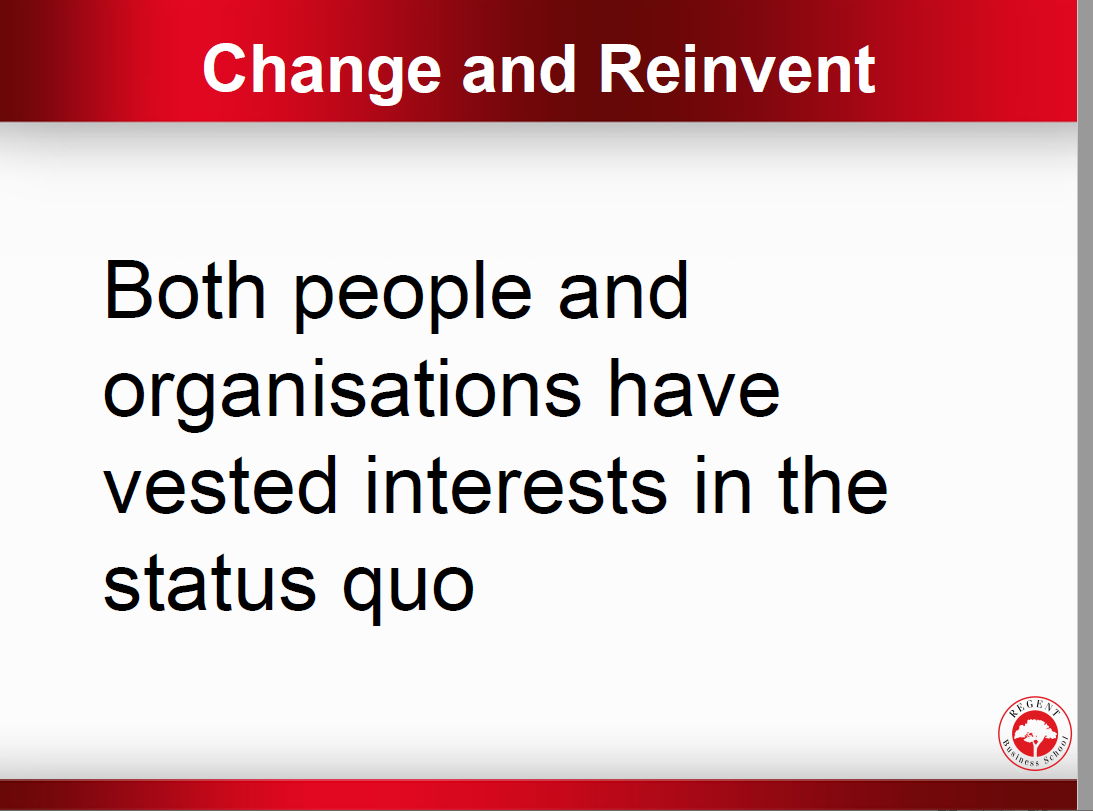 Change and Reinvent
Both people and
organisations have
vested interests in the
status quo
REGENT
Business School